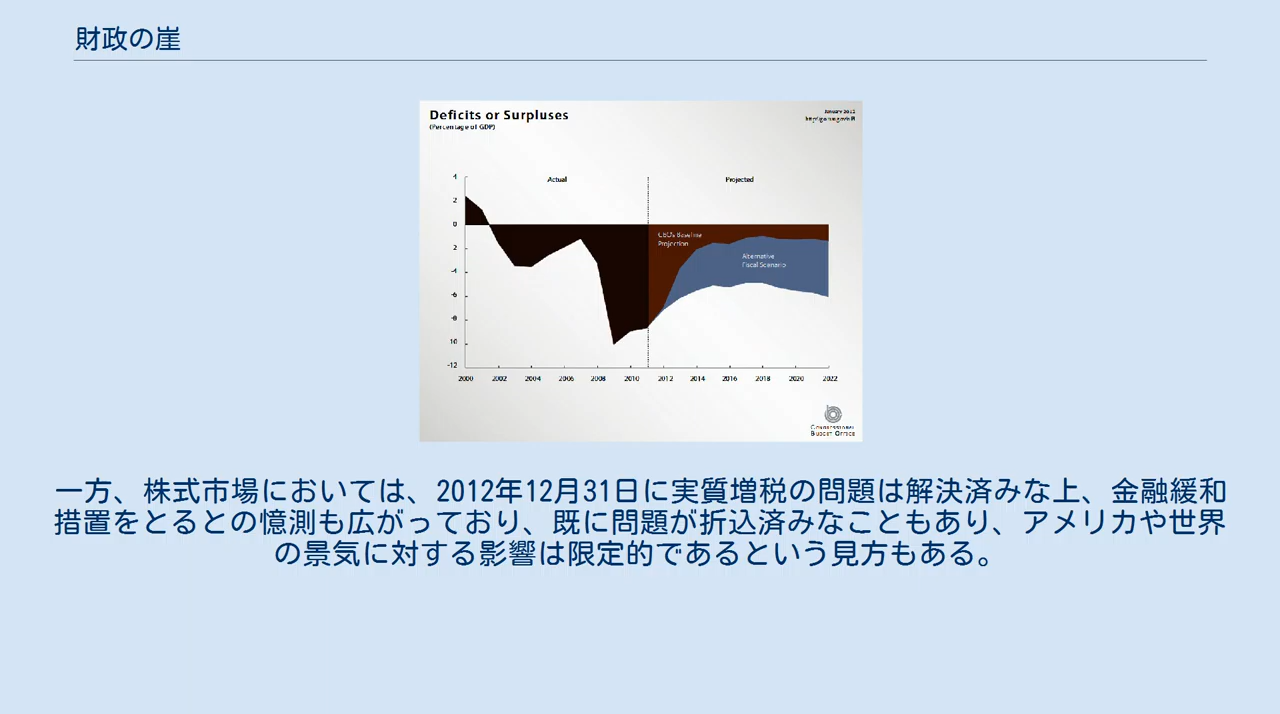 財政の崖
Deficits or Surpluses
(Percentage of GDP)
January 2012
Actual
Projected
4
2
0
2
-4
-6
-8
10
-12
CBO's Baseline
Projection
Alternative
Fiscal Scenario
2000 2002 2004 2006 2008 2010 2012 2014 2016 2018 2020 2022
Congressional
Budget Office
一方、株式市場においては、2012年12月31日に実質増税の問題は解決済みな上、金融緩和
措置をとるとの憶測も広がっており、既に問題が折込済みなこともあり、アメリカや世界
の景気に対する影響は限定的であるという見方もある。